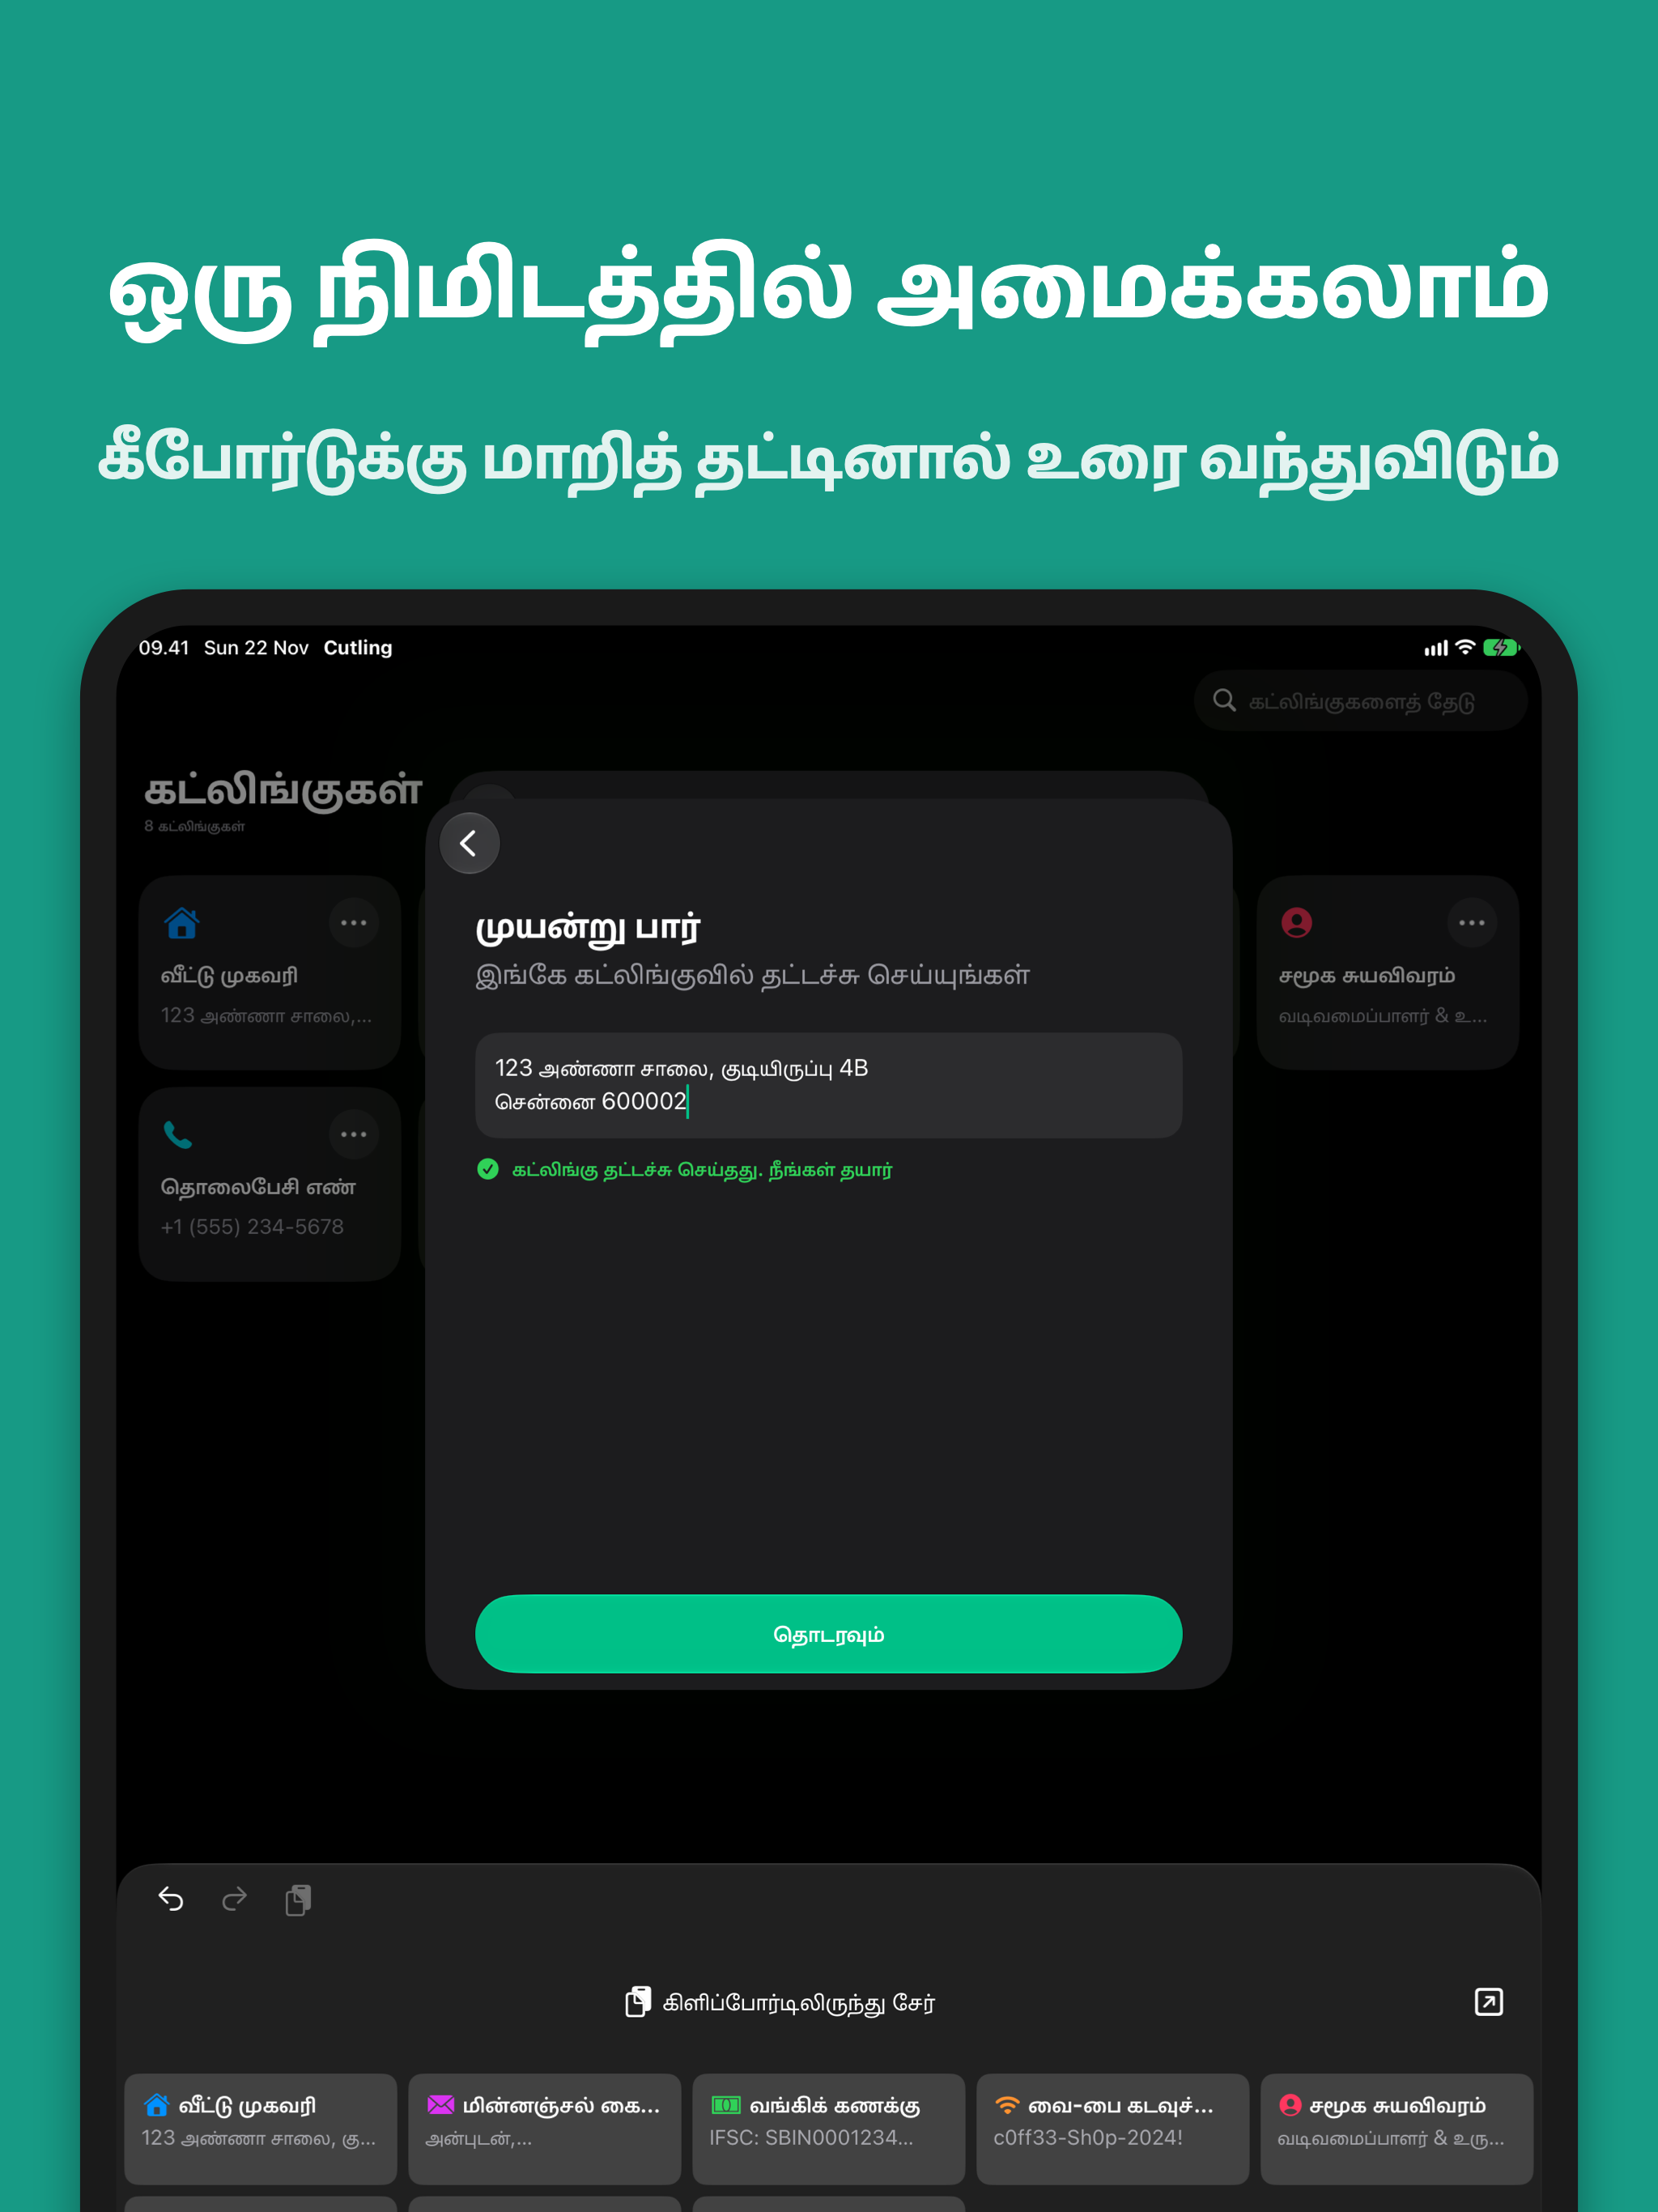 ஒரு நிமிடத்தில் அமைக்கலாம்
கீபோர்டுக்கு மாறித் தட்டினால் உரை வந்துவிடும்
09.41 Sun 22 Nov Cutling
கட்லிங்குகளைத் தேடு
கட்லிங்குகள்
8 கட்லிங்குகள்
வீட்டு முகவரி
123 அண்ணா சாலை,...
சமூக சுயவிவரம்
வடிவமைப்பாளர் & உ...
தொலைபேசி எண்
+1 (555) 234-5678
முயன்று பார்
இங்கே கட்லிங்குவில் தட்டச்சு செய்யுங்கள்
123 அண்ணா சாலை, குடியிருப்பு 4B
சென்னை 600002
கட்லிங்கு தட்டச்சு செய்தது. நீங்கள் தயார்
தொடரவும்
கிளிப்போர்டிலிருந்து சேர்
வீட்டு முகவரி
123 அண்ணா சாலை, கு...
மின்னஞ்சல் கை...
அன்புடன்,...
வங்கிக் கணக்கு
IFSC: SBIN0001234...
வை-பை கடவுச்...
c0ff33-Sh0p-2024!
சமூக சுயவிவரம்
வடிவமைப்பாளர் & உரு...